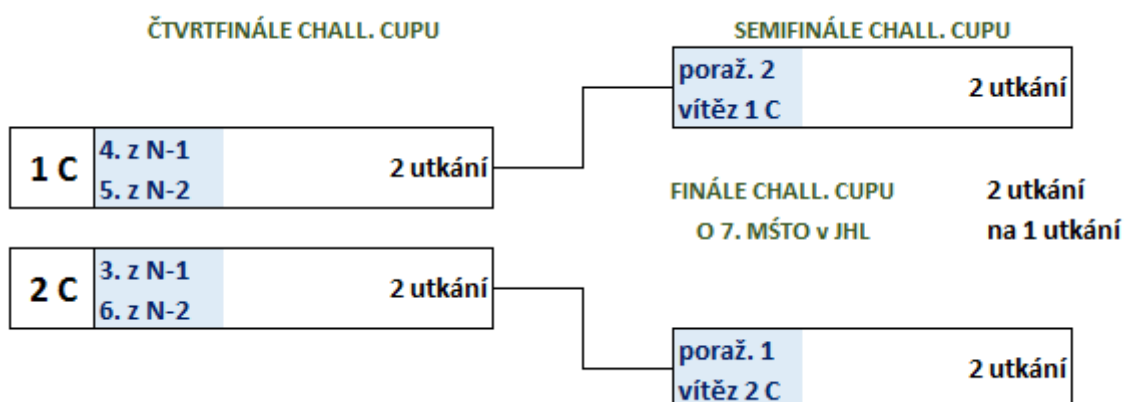 ČTVRTFINÁLE CHALL. CUPU
SEMIFINÁLE CHALL. CUPU
poraž. 2
vítěz 1 C
2 utkání
1 C
4. z N-1
5. z N-2
2 utkání
FINÁLE CHALL. CUPU 2 utkání
O 7. MŚTO v JHL na 1 utkání
2 C
3. z N-1
6. z N-2
2 utkání
poraž. 1
vítěz 2 C
2 utkání